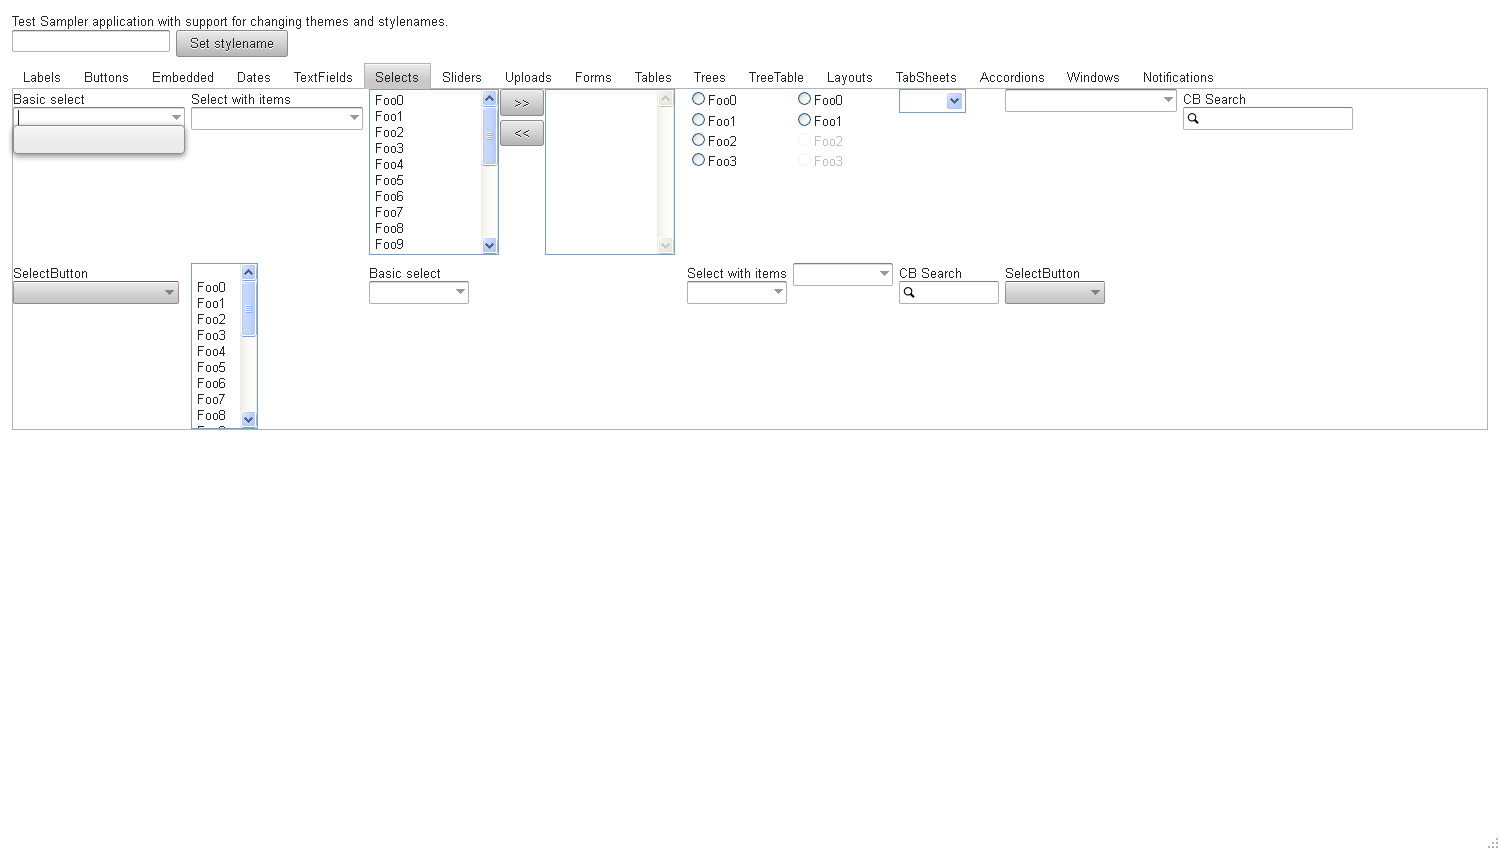 Test Sampler application with support for changing themes and stylenames.
Set stylename
Labels Buttons Embedded Dates TextFields Selects Sliders Uploads Forms Tables Trees TreeTable Layouts TabSheets Accordions Windows Notifications
Basic select
Select with items
Foo0
Foo1
Foo2
Foo3
Foo4
Foo5
Foo6
Foo7
Foo8
Foo9
>>
<<
Foo0
Foo1
Foo2
Foo3
Foo0
Foo1
Foo2
Foo3
CB Search
SelectButton
Foo0
Foo1
Foo2
Foo3
Foo4
Foo5
Foo6
Foo7
Foo8
Basic select
Select with items
CB Search
SelectButton